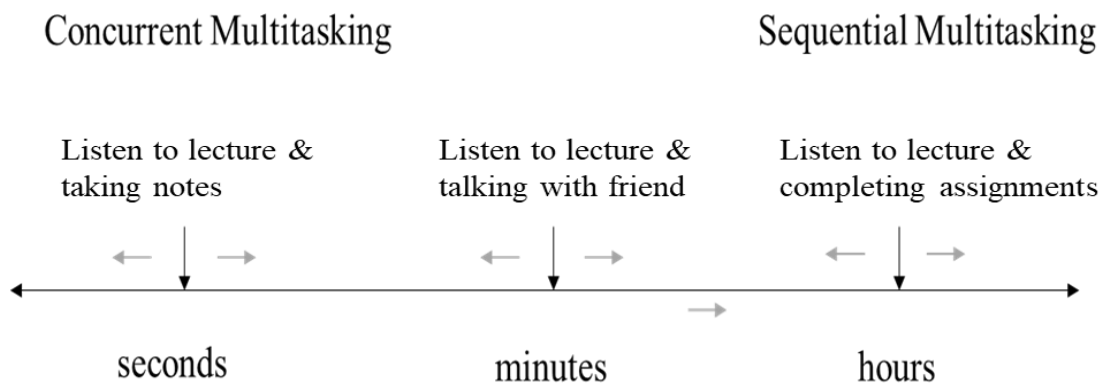 Concurrent Multitasking
Sequential Multitasking
Listen to lecture &
taking notes
Listen to lecture &
talking with friend
Listen to lecture &
completing assignments
seconds
minutes
hours